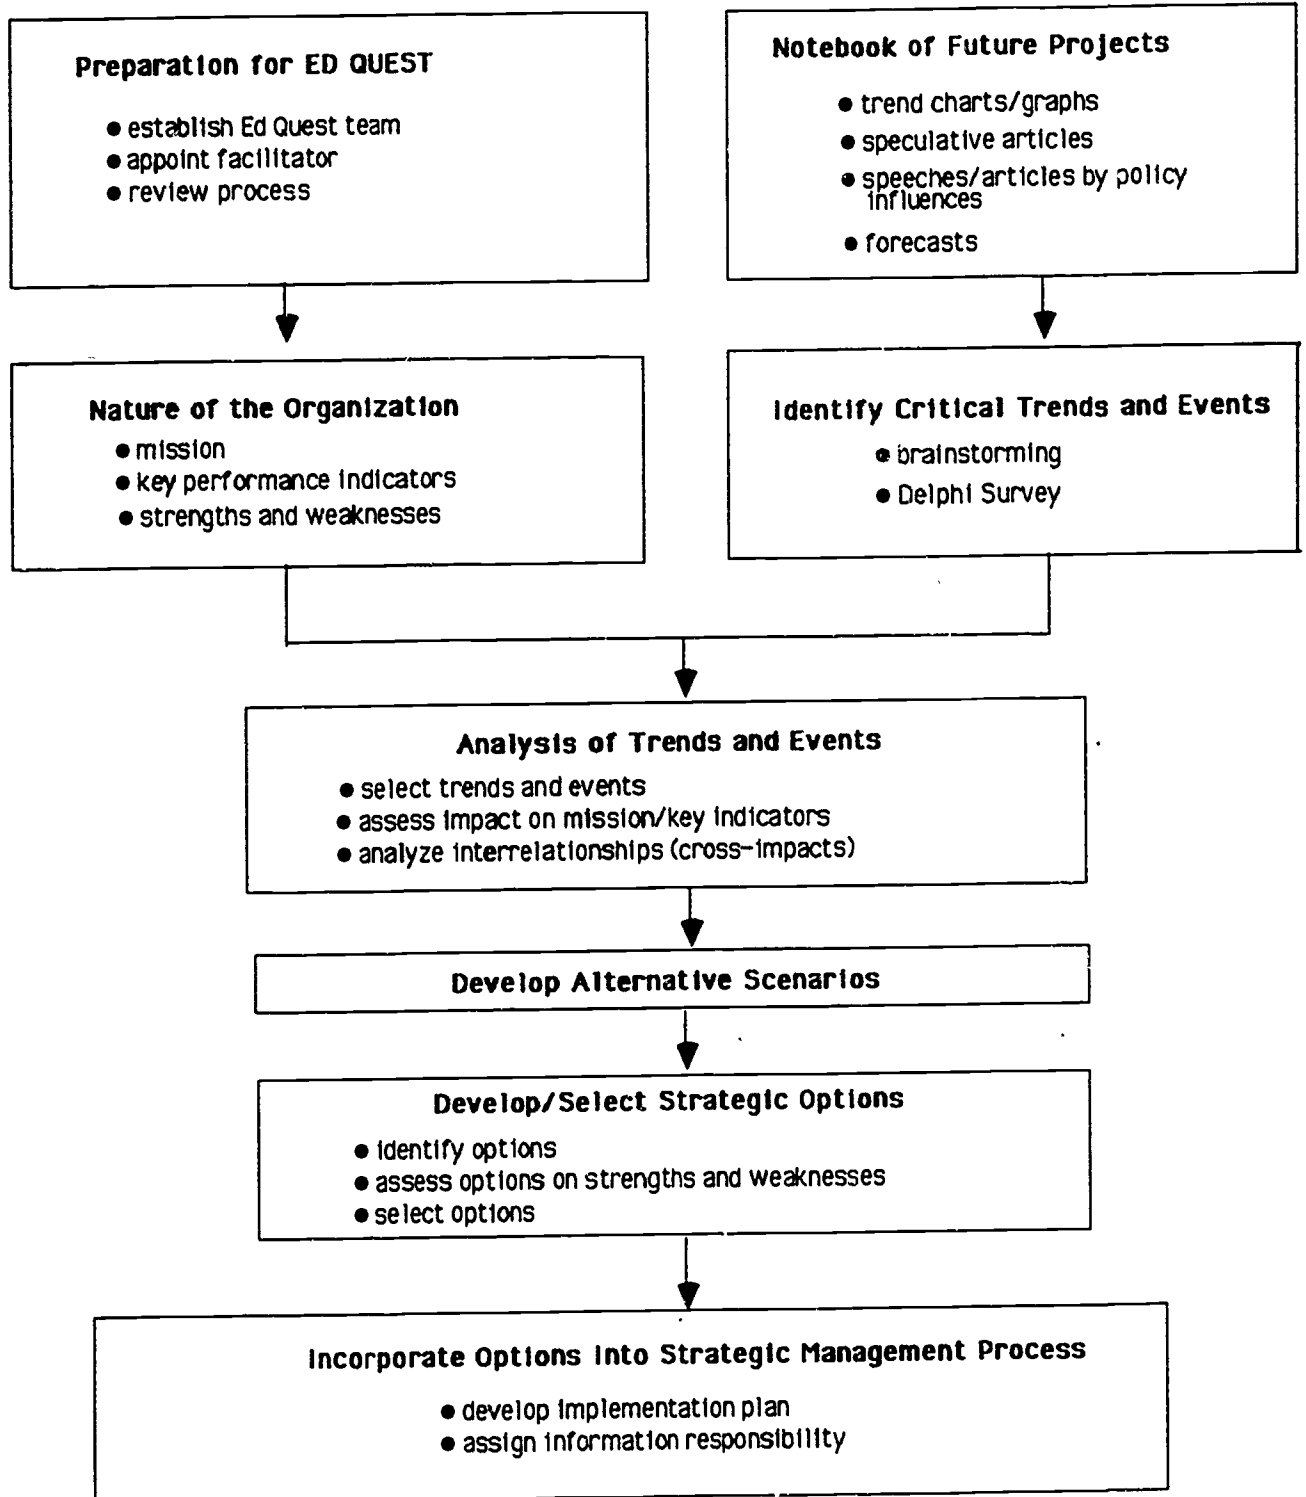 Preparation for ED QUEST
● establish Ed Quest team
● appoint facilitator
● review process
Notebook of Future Projects
● trend charts/graphs
● speculative articles
● speeches/articles by policy
influences
● forecasts
Nature of the Organization
● mission
● key performance indicators
● strengths and weaknesses
Identify Critical Trends and Events
● brainstorming
● Delphi Survey
Analysis of Trends and Events
● select trends and events
● assess impact on mission/key indicators
● analyze interrelationships (cross-impacts)
Develop Alternative Scenarios
Develop/Select Strategic Options
● identify options
● assess options on strengths and weaknesses
● select options
Incorporate Options into Strategic Management Process
● develop implementation plan
● assign information responsibility